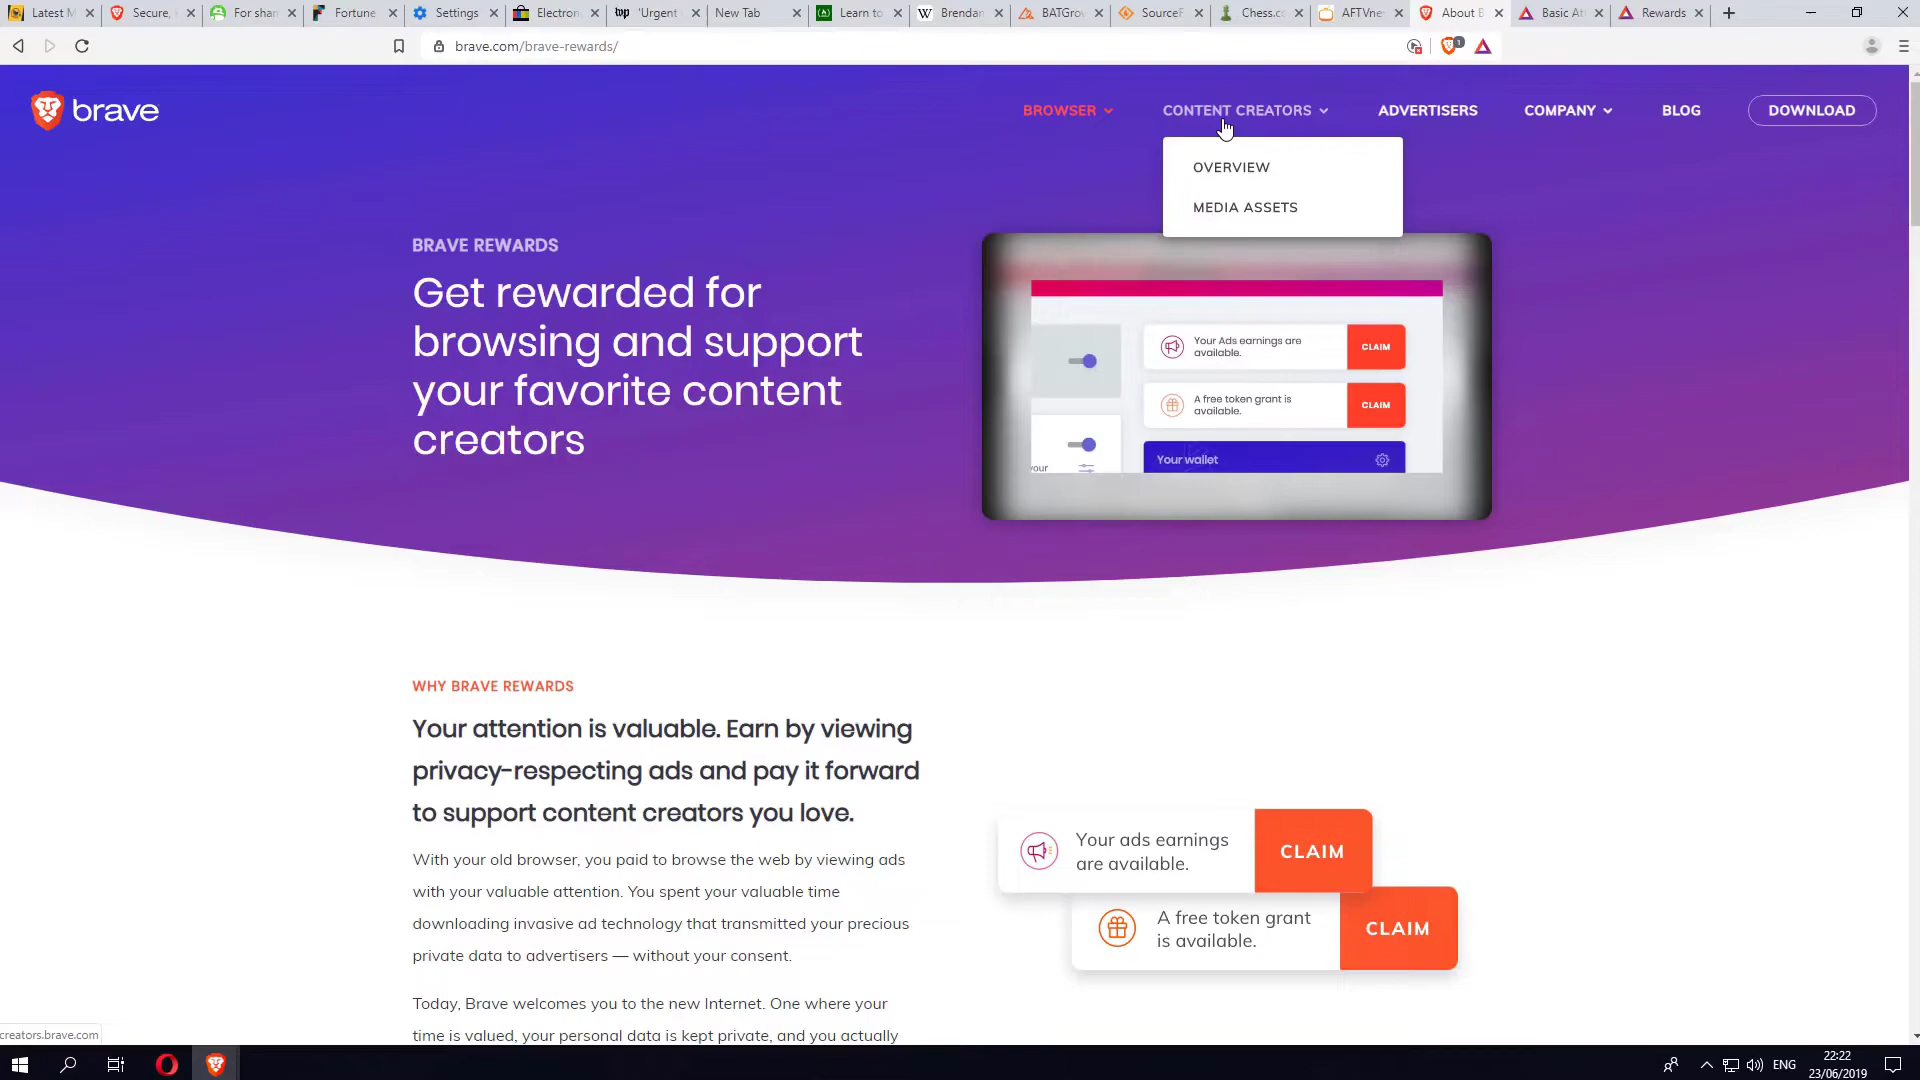 Latest M
Secure,
For shar
Fortune
Settings
Electron
wp 'Urgent
New Tab
Learn to
W Brendan
BATGro
SourceF
Chess.c
AFTVne
About B
Basic At
Rewards
brave.com/brave-rewards/
1
brave
BROWSER
CONTENT CREATORS
ADVERTISERS
COMPANY
BLOG
DOWNLOAD
OVERVIEW
MEDIA ASSETS
BRAVE REWARDS
Get rewarded for
browsing and support
your favorite content
creators
Your Ads earnings are
available.
CLAIM
A free token grant is
available.
CLAIM
your
Your wallet
WHY BRAVE REWARDS
Your attention is valuable. Earn by viewing
privacy-respecting ads and pay it forward
to support content creators you love.
With your old browser, you paid to browse the web by viewing ads
with your valuable attention. You spent your valuable time
downloading invasive ad technology that transmitted your precious
private data to advertisers — without your consent.
Today, Brave welcomes you to the new Internet. One where your
time is valued, your personal data is kept private, and you actually
Your ads earnings
are available.
CLAIM
A free token grant
is available.
CLAIM
creators.brave.com
ENG
22:22
23/06/2019